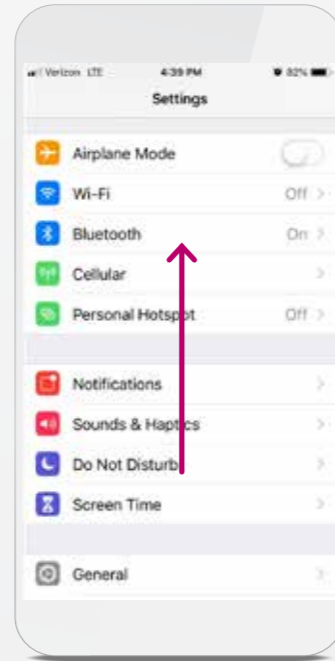 Verizon LTE 4:39 PM 82%
Settings
Airplane Mode
Wi-Fi Off
Bluetooth On
Cellular
Personal Hotspot Off
Notifications
Sounds & Haptics
Do Not Disturb
Screen Time
General